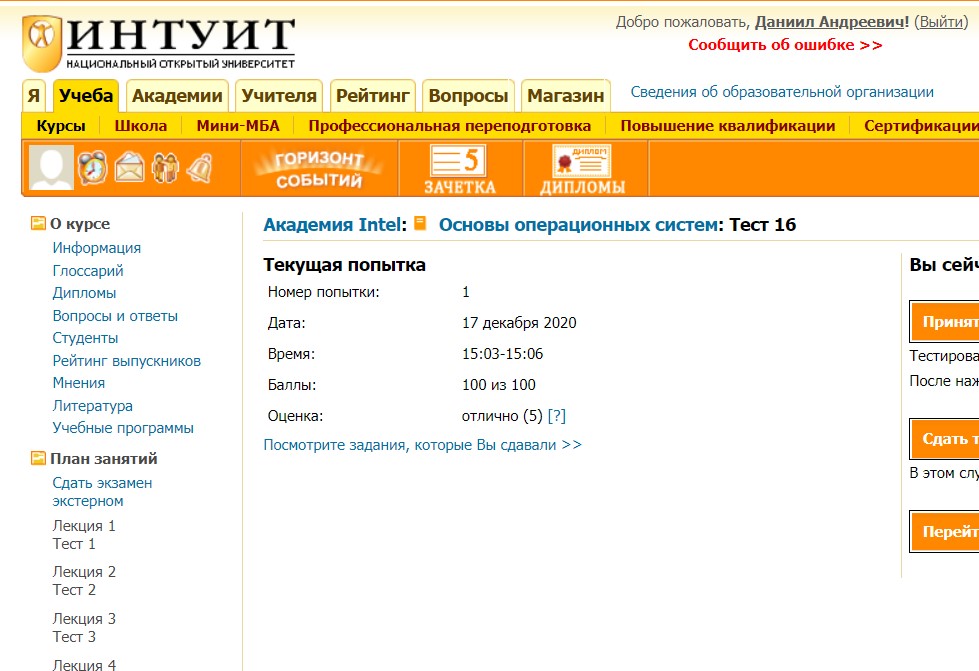 ИНТУИТ
НАЦИОНАЛЬНЫЙ ОТКРЫТЫЙ УНИВЕРСИТЕТ
Добро пожаловать, Даниил Андреевич! (Выйти)
Сообщить об ошибке >>
Я Учеба Академии Учителя Рейтинг Вопросы Магазин Сведения об образовательной организации
Курсы Школа Мини-МБА Профессиональная переподготовка Повышение квалификации Сертификации
ГОРИЗОНТ СОБЫТИЙ
5
ЗАЧЕТКА
ДИПЛОМ
ДИПЛОМЫ
О курсе
Информация
Глоссарий
Дипломы
Вопросы и ответы
Студенты
Рейтинг выпускников
Мнения
Литература
Учебные программы
План занятий
Сдать экзамен
экстерном
Лекция 1
Тест 1
Лекция 2
Тест 2
Лекция 3
Тест 3
Лекция 4
Академия Intel: Основы операционных систем: Тест 16
Текущая попытка
Номер попытки: 1
Дата: 17 декабря 2020
Время: 15:03-15:06
Баллы: 100 из 100
Оценка: отлично (5) [?]
Посмотрите задания, которые Вы сдавали >>
Вы сейч
Принят
Тестирова
После наж
Сдать т
В этом слу
Перейт